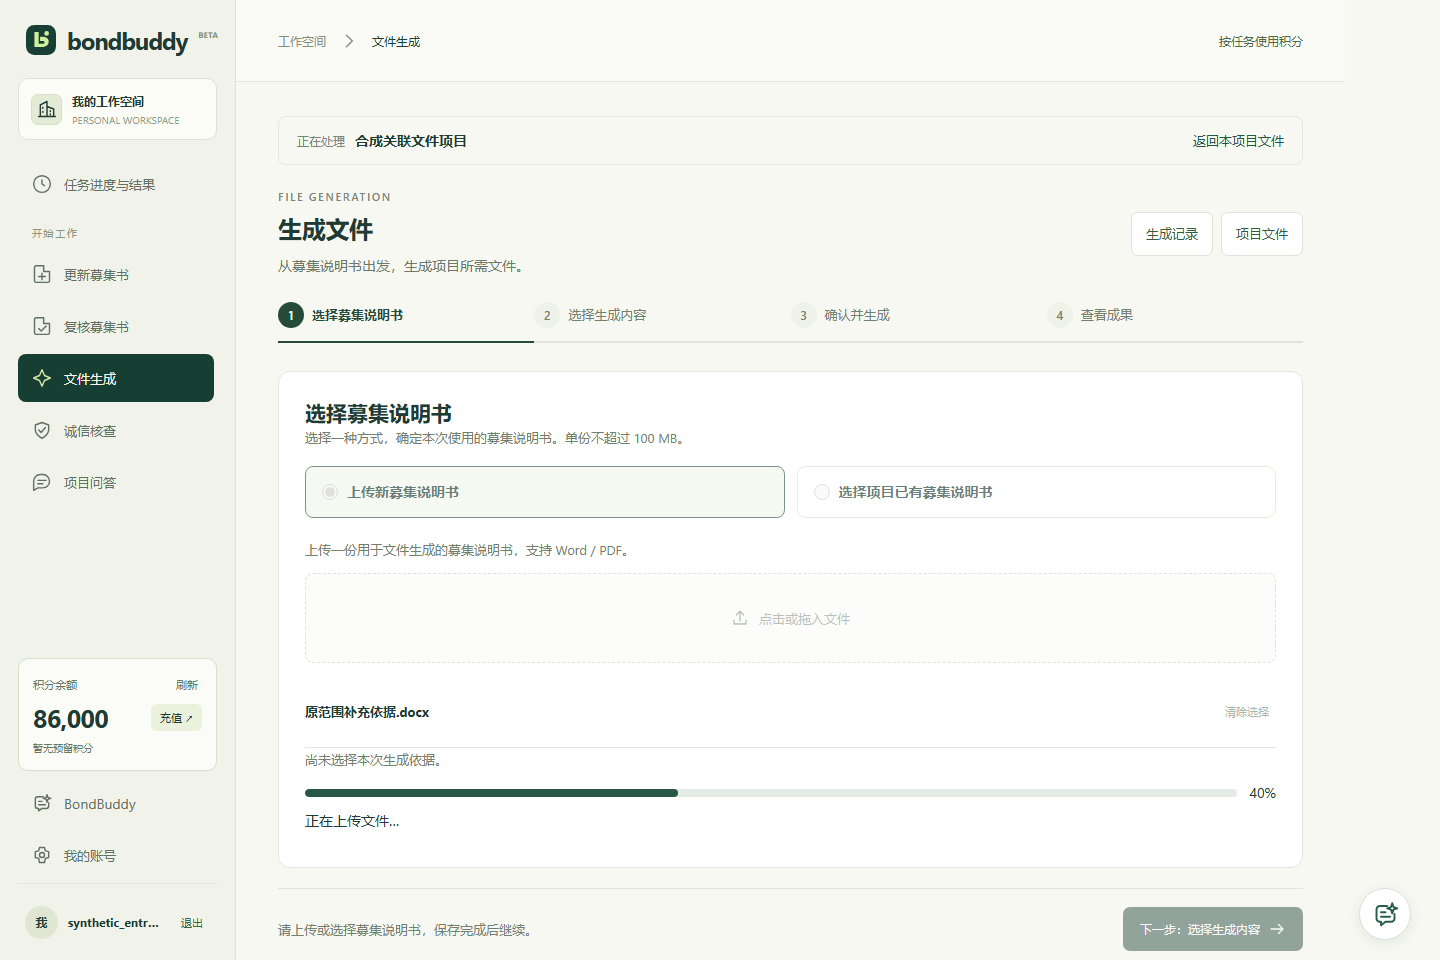 bondbuddy BETA
我的工作空间
PERSONAL WORKSPACE
任务进度与结果
开始工作
更新募集书
复核募集书
文件生成
诚信核查
项目问答
积分余额 刷新
86,000 充值 ↗
暂无预留积分
BondBuddy
我的账号
我 synthetic_entr... 退出
工作空间 > 文件生成 按任务使用积分
正在处理 合成关联文件项目 返回本项目文件
FILE GENERATION
生成文件
从募集说明书出发，生成项目所需文件。
生成记录 项目文件
1 选择募集说明书 2 选择生成内容 3 确认并生成 4 查看成果
选择募集说明书
选择一种方式，确定本次使用的募集说明书。单份不超过 100 MB。
上传新募集说明书 选择项目已有募集说明书
上传一份用于文件生成的募集说明书，支持 Word / PDF。
点击或拖入文件
原范围补充依据.docx 清除选择
尚未选择本次生成依据。
40%
正在上传文件...
请上传或选择募集说明书，保存完成后继续。 下一步：选择生成内容 →